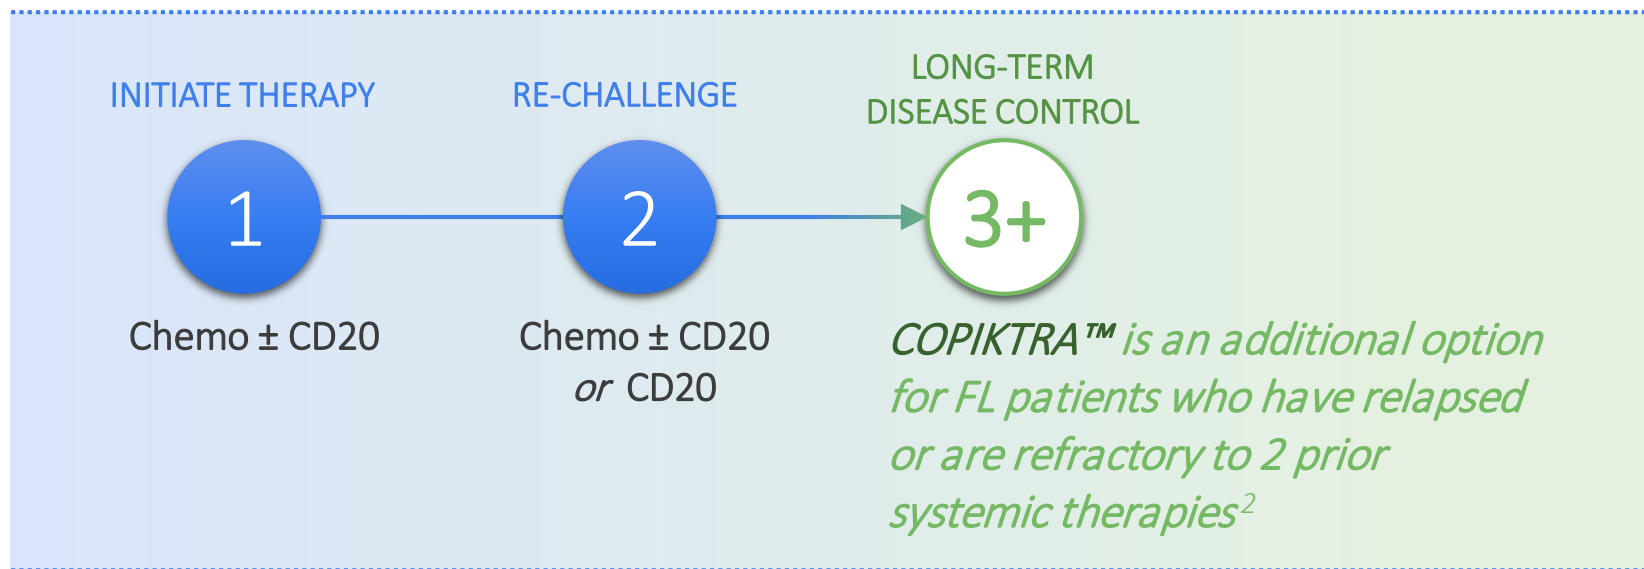 INITIATE THERAPY
1
Chemo ± CD20
RE-CHALLENGE
2
Chemo ± CD20
or CD20
LONG-TERM
DISEASE CONTROL
3+
COPIKTRA™ is an additional option
for FL patients who have relapsed
or are refractory to 2 prior
systemic therapies²